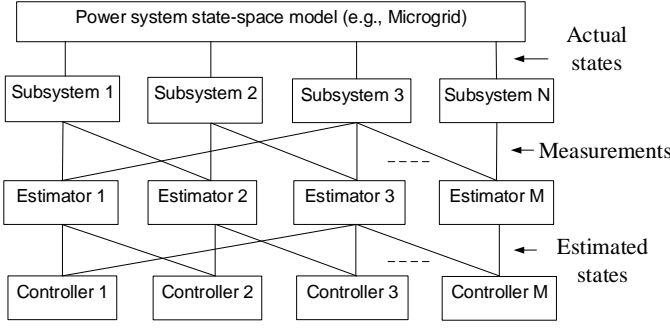 Power system state-space model (e.g., Microgrid)
Actual
states
Subsystem 1
Subsystem 2
Subsystem 3
Subsystem N
Measurements
Estimator 1
Estimator 2
Estimator 3
Estimator M
Estimated
states
Controller 1
Controller 2
Controller 3
Controller M